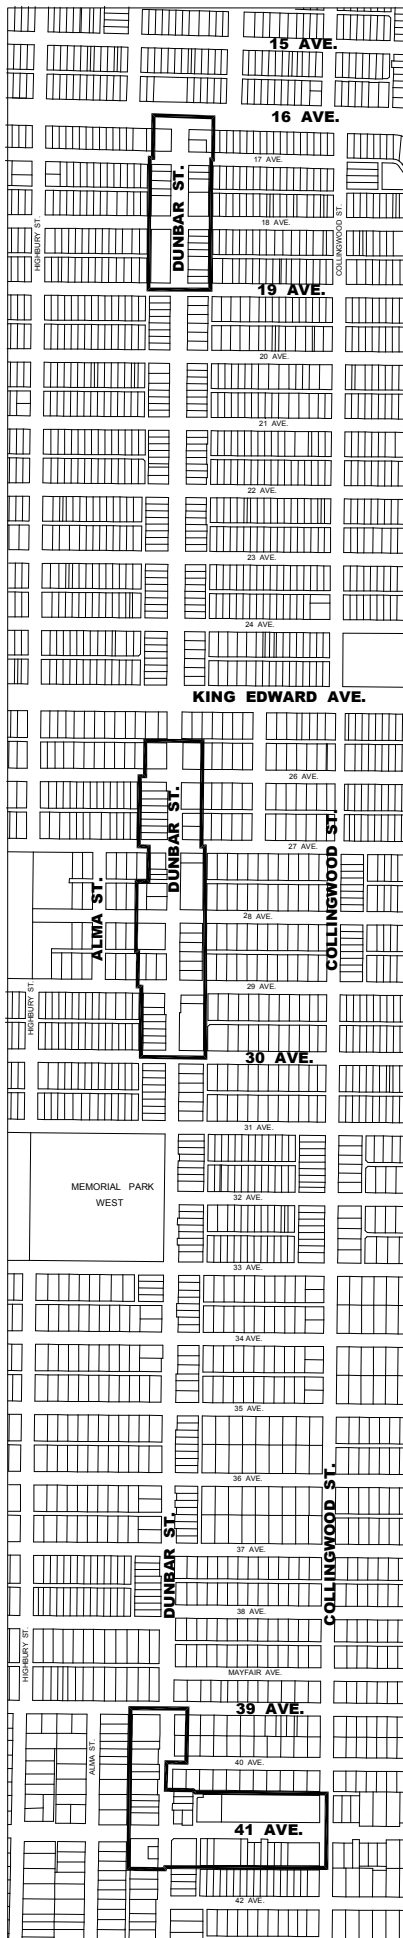 15 AVE.
16 AVE.
17 AVE.
DUNBAR ST.
18 AVE.
HIGHBURY ST.
COLLINGWOOD ST.
19 AVE.
20 AVE.
21 AVE.
22 AVE.
23 AVE.
24 AVE.
KING EDWARD AVE.
26 AVE.
DUNBAR ST.
27 AVE.
COLLINGWOOD ST.
ALMA ST.
28 AVE.
29 AVE.
HIGHBURY ST.
30 AVE.
31 AVE.
MEMORIAL PARK
WEST
32 AVE.
33 AVE.
34 AVE.
35 AVE.
36 AVE.
COLLINGWOOD ST.
DUNBAR ST.
37 AVE.
38 AVE.
HIGHBURY ST.
MAYFAIR AVE.
39 AVE.
ALMA ST.
40 AVE.
41 AVE.
42 AVE.